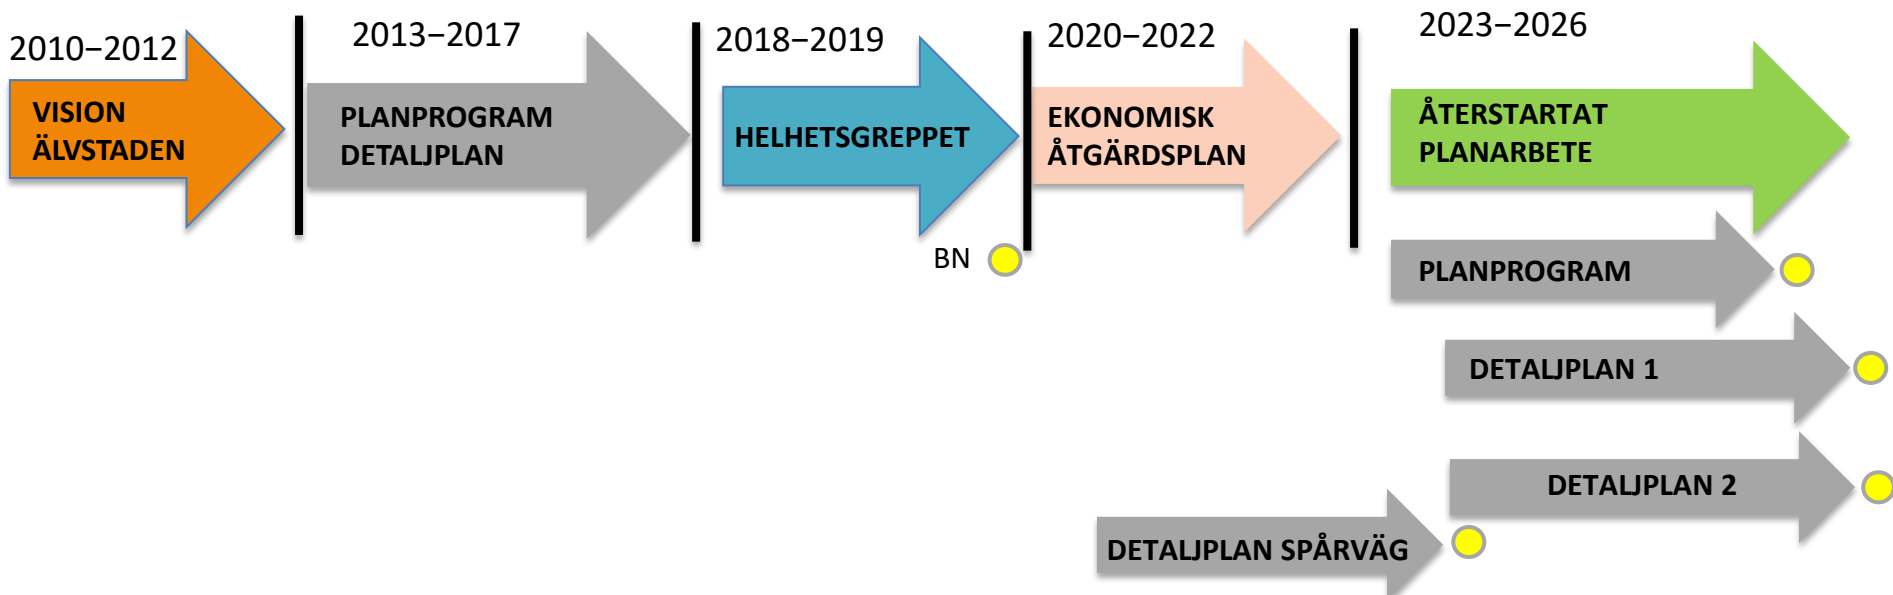 2010–2012
VISION
ÄLVSTADEN
2013–2017
PLANPROGRAM
DETALJPLAN
2018–2019
HELHETSGREPPET
BN
2020–2022
EKONOMISK
ÅTGÄRDSPLAN
2023–2026
ÅTERSTARTAT
PLANARBETE
PLANPROGRAM
DETALJPLAN 1
DETALJPLAN 2
DETALJPLAN SPÅRVÄG